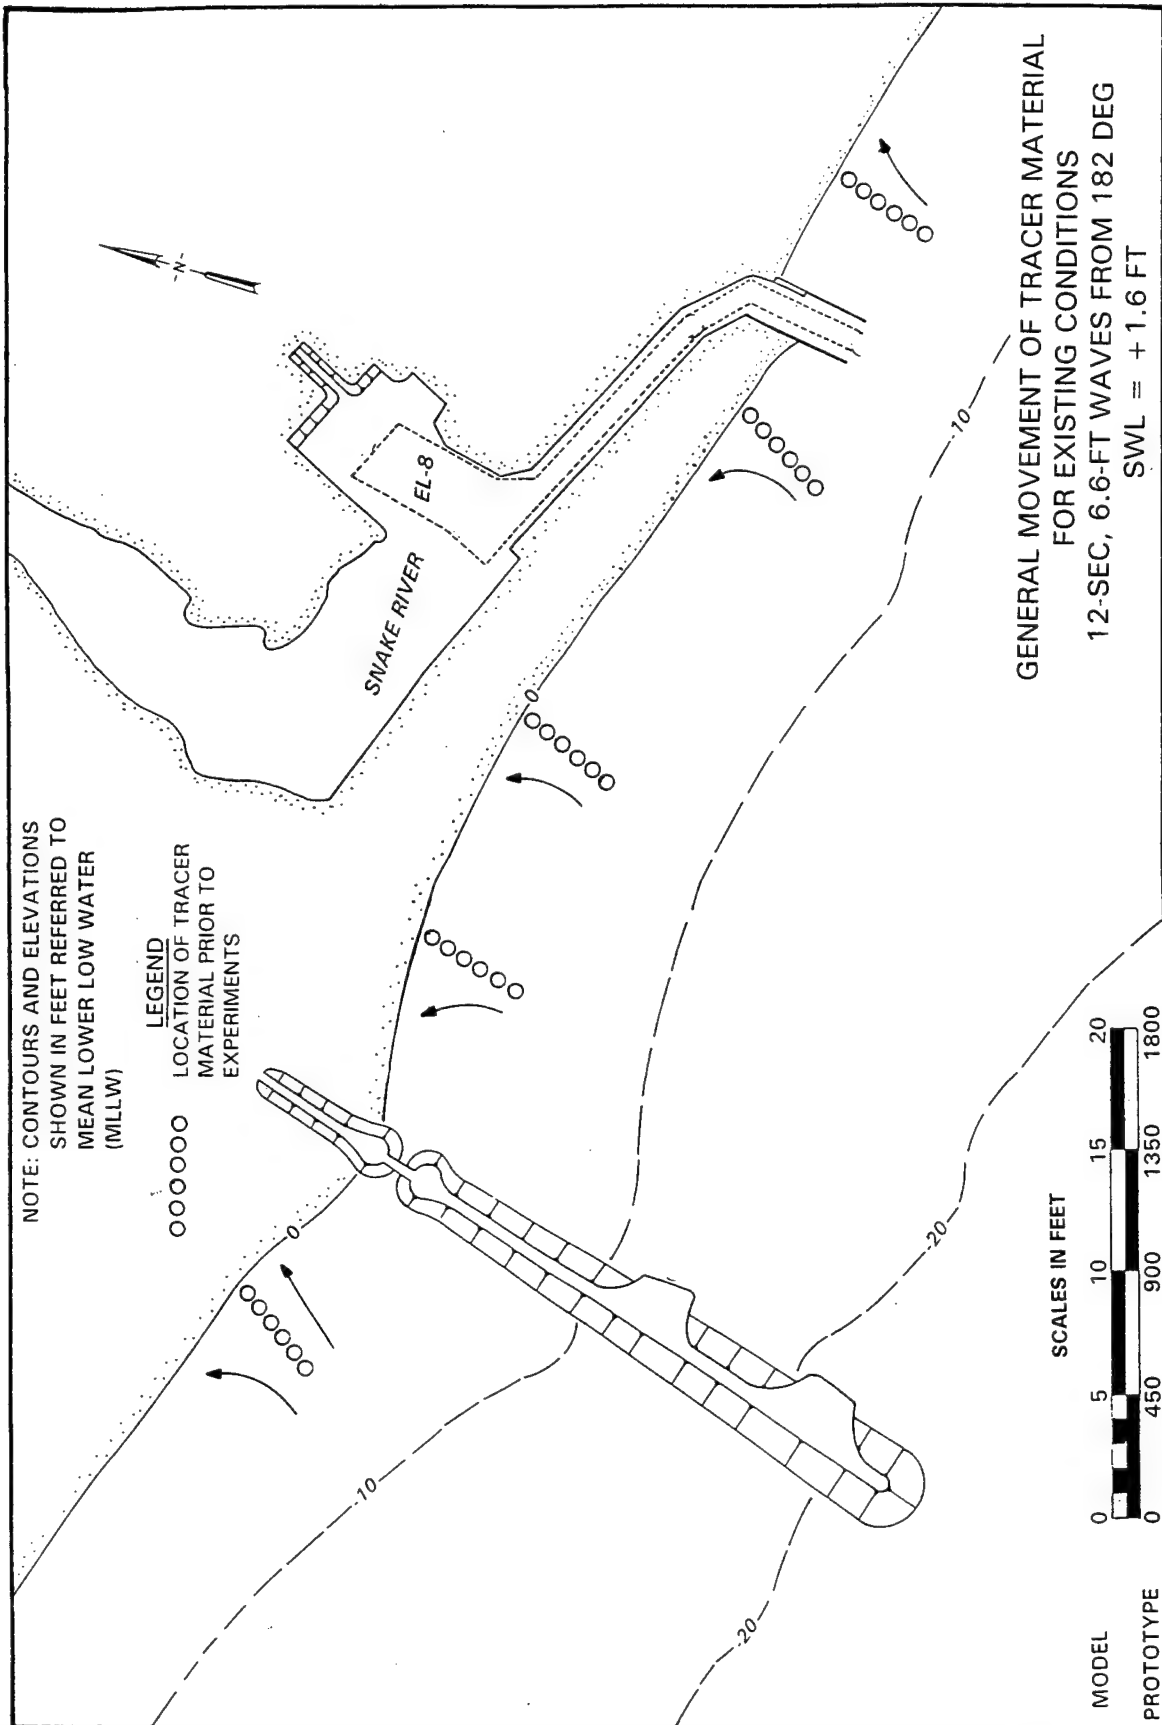 NOTE: CONTOURS AND ELEVATIONS
SHOWN IN FEET REFERRED TO
MEAN LOWER LOW WATER
(MLLW)
LEGEND
LOCATION OF TRACER
MATERIAL PRIOR TO
EXPERIMENTS
-N-
SNAKE RIVER
EL-8
0
0
-10
-10
-20
-20
SCALES IN FEET
MODEL 0 5 10 15 20
PROTOTYPE 0 450 900 1350 1800
GENERAL MOVEMENT OF TRACER MATERIAL
FOR EXISTING CONDITIONS
12-SEC, 6.6-FT WAVES FROM 182 DEG
SWL = +1.6 FT